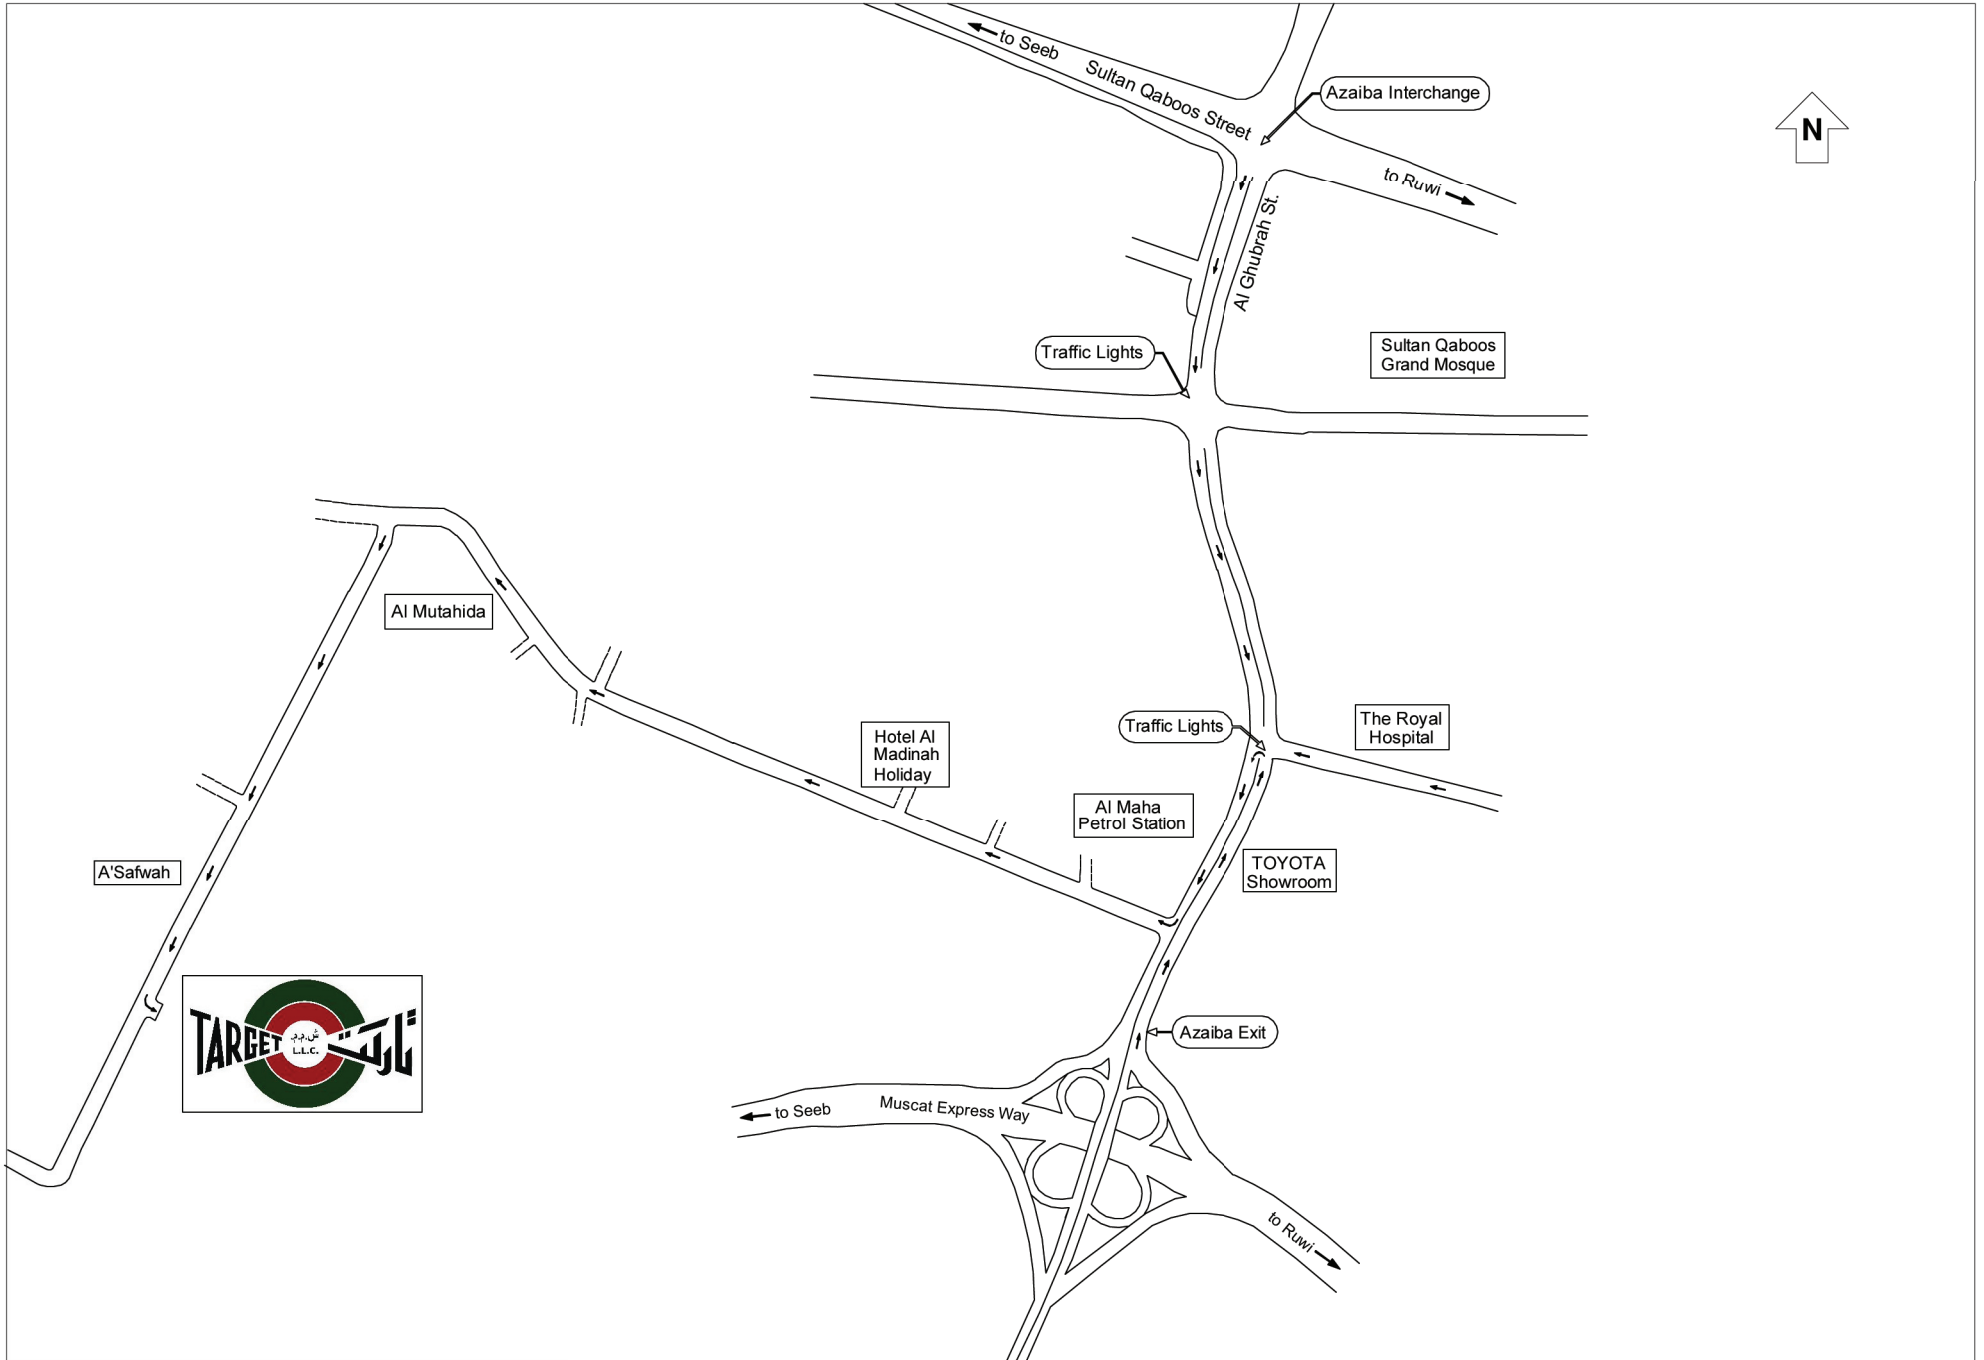 to Seeb
Sultan Qaboos Street
Azaiba Interchange
N
to Ruwi
Al Ghubrah St.
Traffic Lights
Sultan Qaboos
Grand Mosque
Al Mutahida
Traffic Lights
The Royal
Hospital
Hotel Al
Madinah
Holiday
Al Maha
Petrol Station
A'Safwah
TOYOTA
Showroom
TARGET
ش.م.م
L.L.C.
تارجت
Azaiba Exit
to Seeb
Muscat Express Way
to Ruwi